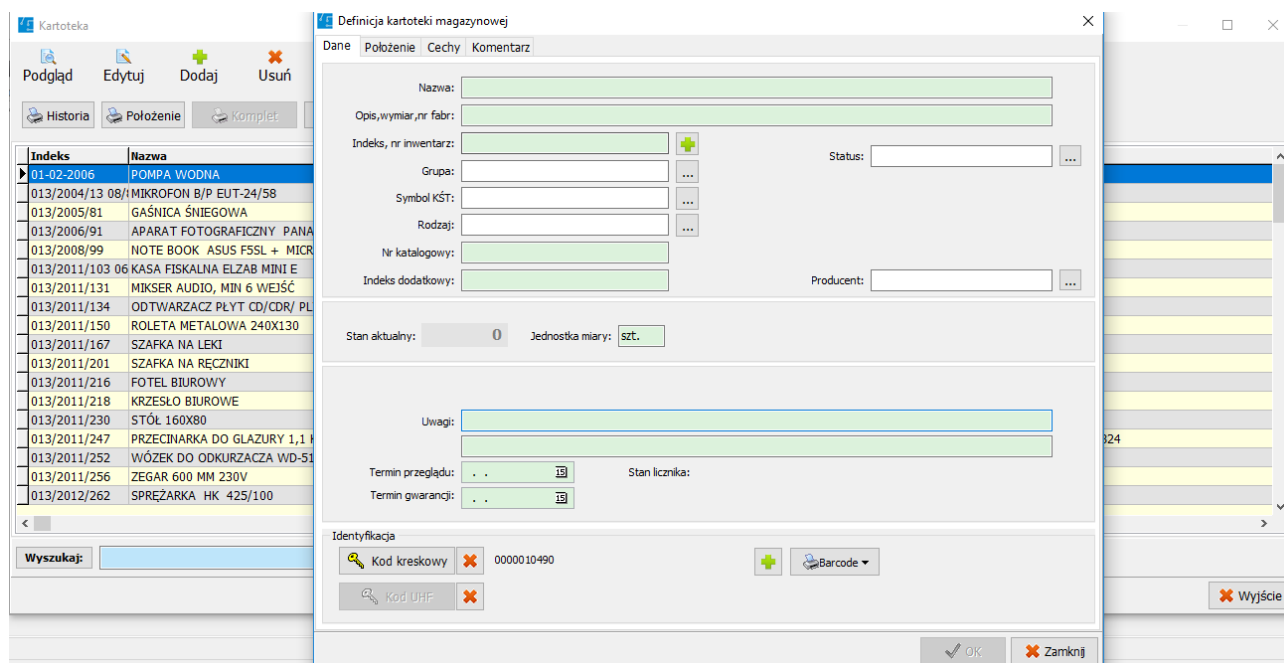 Kartoteka
Podgląd Edytuj Dodaj Usuń
Historia Położenie Komplet
Indeks Nazwa
01-02-2006 POMPA WODNA
013/2004/13 08/ MIKROFON B/P EUT-24/58
013/2005/81 GAŚNICA ŚNIEGOWA
013/2006/91 APARAT FOTOGRAFICZNY PANA
013/2008/99 NOTE BOOK ASUS F5SL + MICR
013/2011/103 06 KASA FISKALNA ELZAB MINI E
013/2011/131 MIKSER AUDIO, MIN 6 WEJŚĆ
013/2011/134 ODTWARZACZ PŁYT CD/CDR/ PL
013/2011/150 ROLETA METALOWA 240X130
013/2011/167 SZAFKA NA LEKI
013/2011/201 SZAFKA NA RĘCZNIKI
013/2011/216 FOTEL BIUROWY
013/2011/218 KRZESŁO BIUROWE
013/2011/230 STÓŁ 160X80
013/2011/247 PRZECINARKA DO GLAZURY 1,1 324
013/2011/252 WÓZEK DO ODKURZACZA WD-51
013/2011/256 ZEGAR 600 MM 230V
013/2012/262 SPRĘŻARKA HK 425/100
Wyszukaj:
Wyjście
Definicja kartoteki magazynowej
Dane Położenie Cechy Komentarz
Nazwa:
Opis,wymiar,nr fabr:
Indeks, nr inwentarz:
Status: ...
Grupa: ...
Symbol KŚT: ...
Rodzaj: ...
Nr katalogowy:
Indeks dodatkowy:
Producent: ...
Stan aktualny: 0 Jednostka miary: szt.
Uwagi:
Termin przeglądu: . . 15 Stan licznika:
Termin gwarancji: . . 15
Identyfikacja
Kod kreskowy 0000010490 Barcode
Kod UHF
OK Zamknij